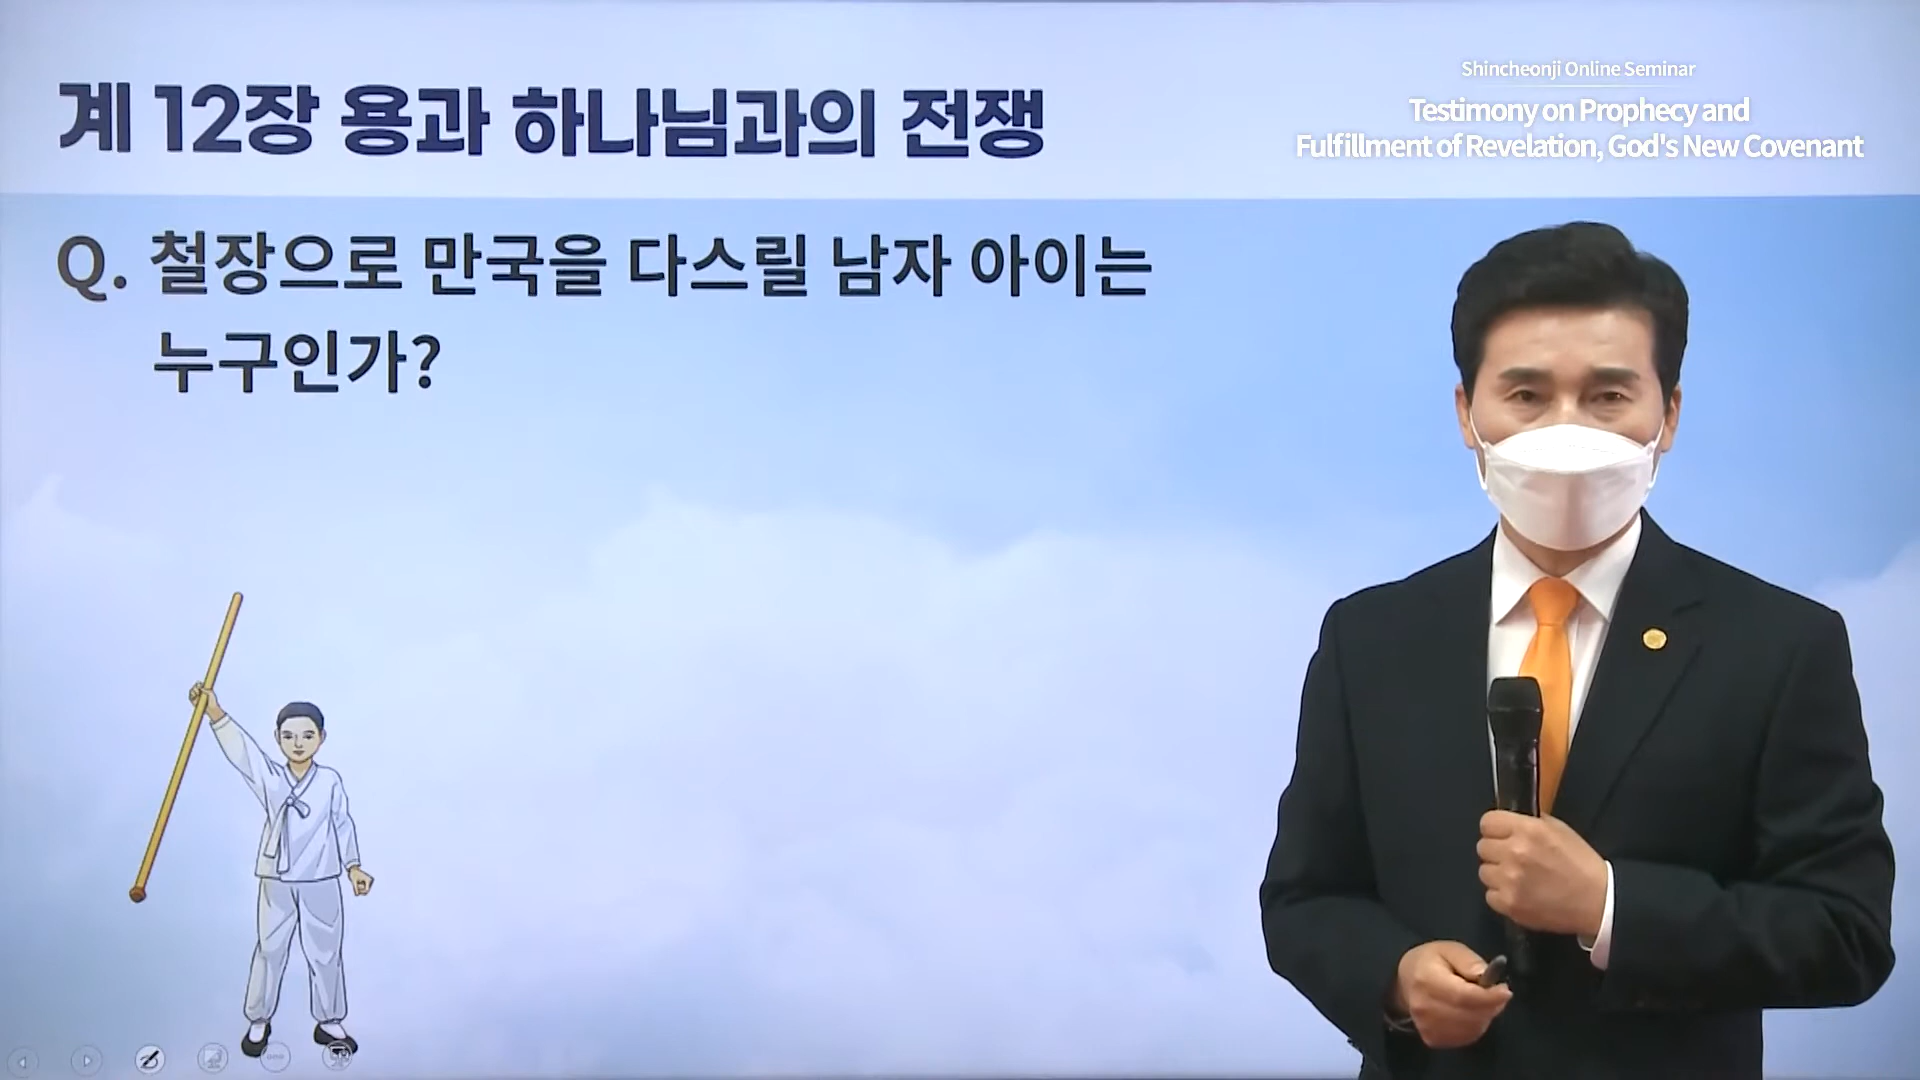 계 12장 용과 하나님과의 전쟁
Shincheonji Online Seminar
Testimony on Prophecy and
Fulfillment of Revelation, God's New Covenant
Q. 철장으로 만국을 다스릴 남자 아이는
누구인가?